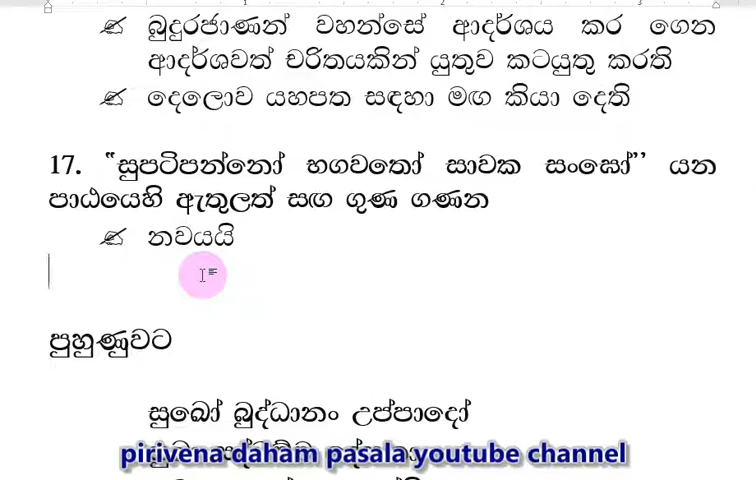 බුදුරජාණන් වහන්සේ ආදර්ශය කර ගෙන
ආදර්ශවත් චරිතයකින් යුතුව කටයුතු කරති
දෙලොව යහපත සඳහා මඟ කියා දෙති
17. “සුපටිපන්නෝ භගවතෝ සාවක සංඝෝ” යන
පාඨයෙහි ඇතුලත් සඟ ගුණ ගණන
නවයයි
පුහුණුවට
සුඛෝ බුද්ධානං උප්පාදෝ
pirivena daham pasala youtube channel